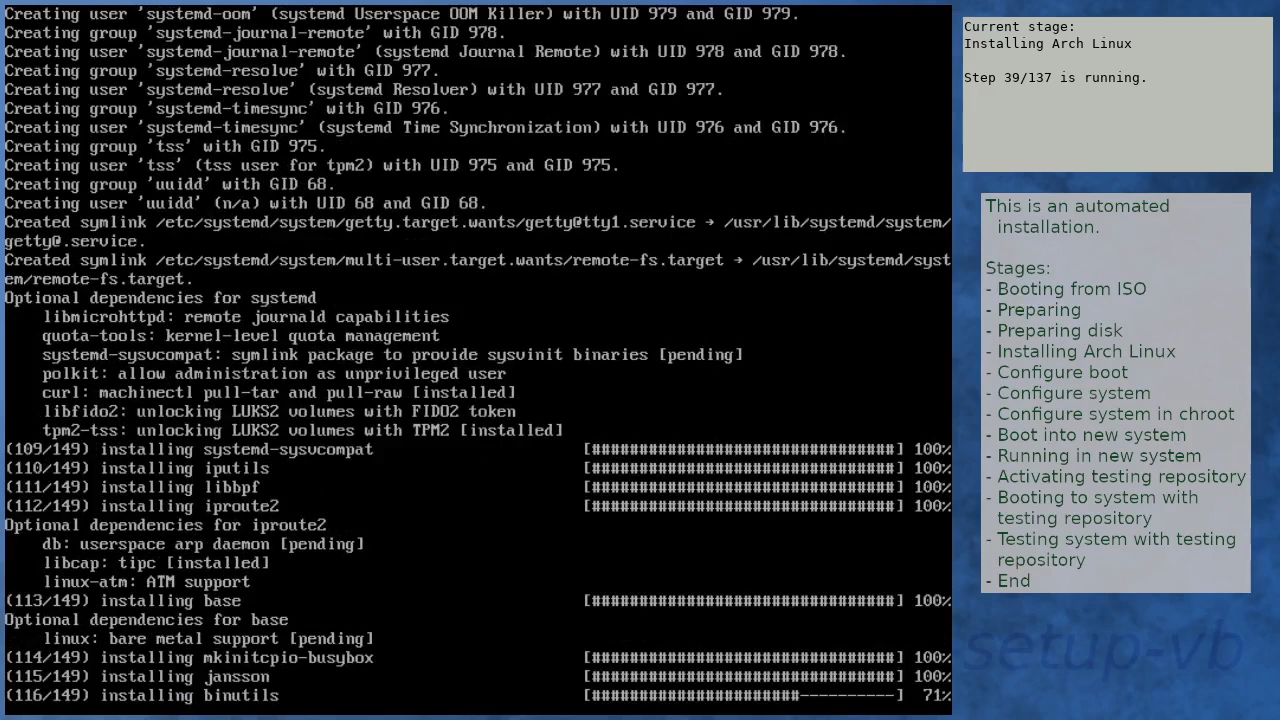 Creating user 'systemd-oom' (systemd Userspace OOM Killer) with UID 979 and GID 979.
Creating group 'systemd-journal-remote' with GID 978.
Creating user 'systemd-journal-remote' (systemd Journal Remote) with UID 978 and GID 978.
Creating group 'systemd-resolve' with GID 977.
Creating user 'systemd-resolve' (systemd Resolver) with UID 977 and GID 977.
Creating group 'systemd-timesync' with GID 976.
Creating user 'systemd-timesync' (systemd Time Synchronization) with UID 976 and GID 976.
Creating group 'tss' with GID 975.
Creating user 'tss' (tss user for tpm2) with UID 975 and GID 975.
Creating group 'uuidd' with GID 68.
Creating user 'uuidd' (n/a) with UID 68 and GID 68.
Created symlink /etc/systemd/system/getty.target.wants/getty@tty1.service → /usr/lib/systemd/system/
getty@.service.
Created symlink /etc/systemd/system/multi-user.target.wants/remote-fs.target → /usr/lib/systemd/syst
em/remote-fs.target.
Optional dependencies for systemd
    libmicrohttpd: remote journald capabilities
    quota-tools: kernel-level quota management
    systemd-sysvcompat: symlink package to provide sysvinit binaries [pending]
    polkit: allow administration as unprivileged user
    curl: machinectl pull-tar and pull-raw [installed]
    libfido2: unlocking LUKS2 volumes with FIDO2 token
    tpm2-tss: unlocking LUKS2 volumes with TPM2 [installed]
(109/149) installing systemd-sysvcompat [################################] 100%
(110/149) installing iputils [################################] 100%
(111/149) installing libbpf [################################] 100%
(112/149) installing iproute2 [################################] 100%
Optional dependencies for iproute2
    db: userspace arp daemon [pending]
    libcap: tipc [installed]
    linux-atm: ATM support
(113/149) installing base [################################] 100%
Optional dependencies for base
    linux: bare metal support [pending]
(114/149) installing mkinitcpio-busybox [################################] 100%
(115/149) installing jansson [################################] 100%
(116/149) installing binutils [######################----------] 71%
Current stage:
Installing Arch Linux
Step 39/137 is running.
This is an automated
installation.
Stages:
- Booting from ISO
- Preparing
- Preparing disk
- Installing Arch Linux
- Configure boot
- Configure system
- Configure system in chroot
- Boot into new system
- Running in new system
- Activating testing repository
- Booting to system with
testing repository
- Testing system with testing
repository
- End
setup-vb